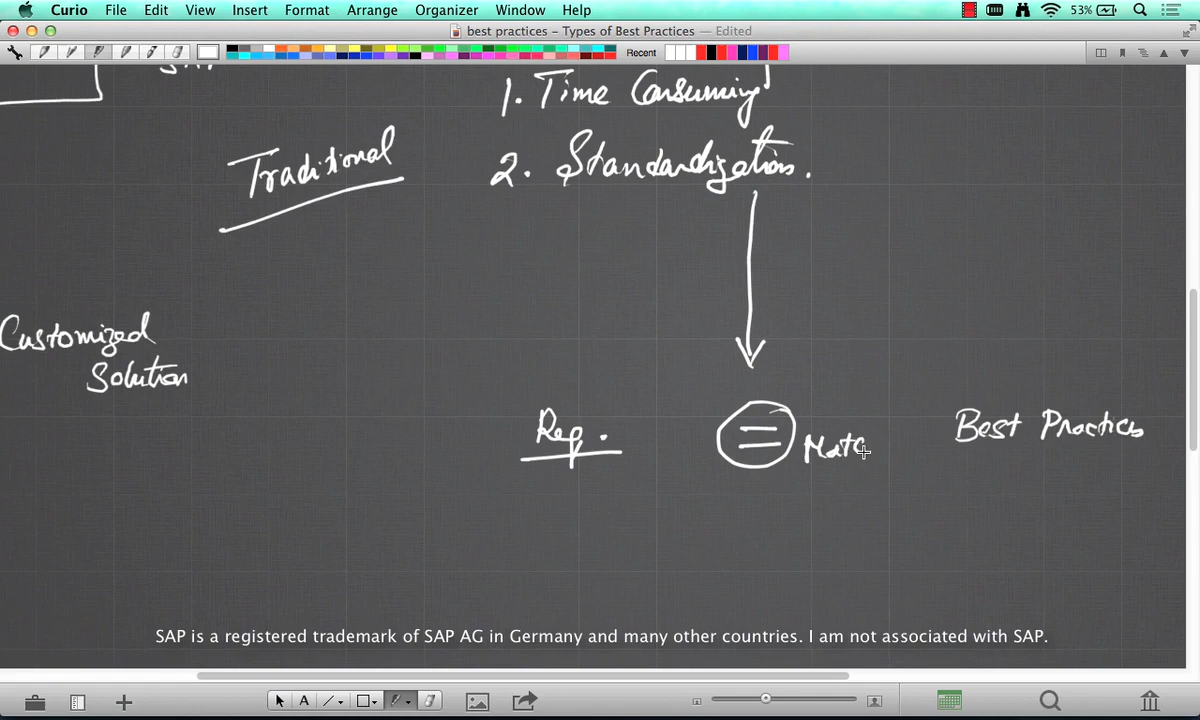 Curio File Edit View Insert Format Arrange Organizer Window Help 53%
best practices – Types of Best Practices — Edited
Recent
1. Time Consuming
Traditional
2. Standardization.
Customized
Solution
Req.
= Matc
Best Practices
SAP is a registered trademark of SAP AG in Germany and many other countries. I am not associated with SAP.
A